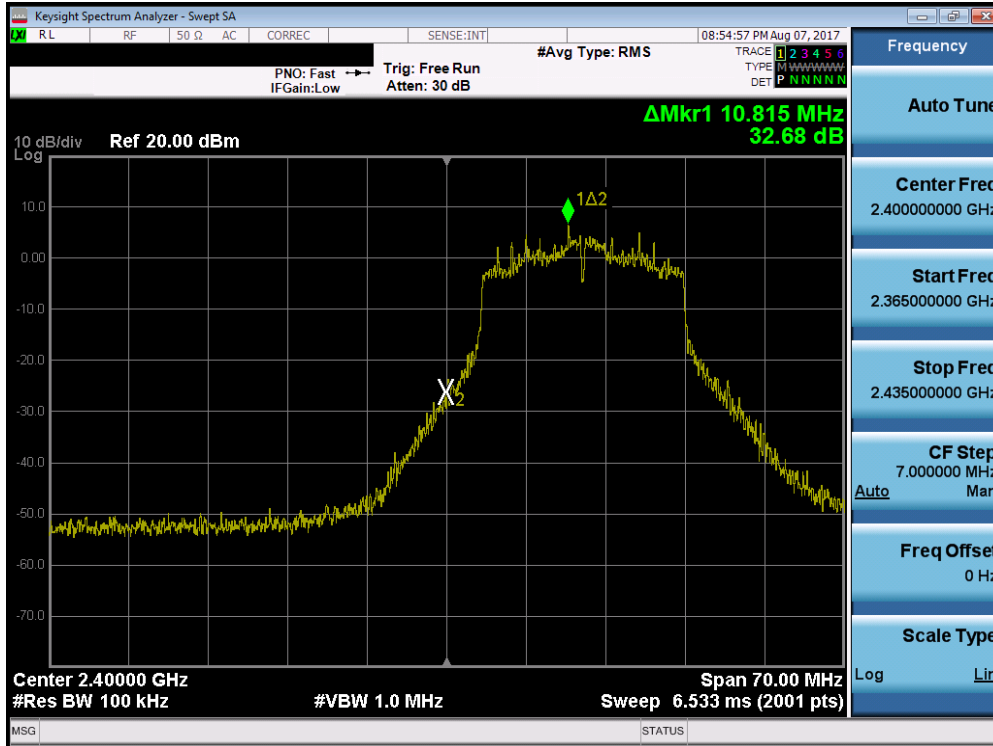 Keysight Spectrum Analyzer - Swept SA
LXI RL RF 50 Ω AC CORREC SENSE:INT 08:54:57 PM Aug 07, 2017
#Avg Type: RMS
TRACE 1 2 3 4 5 6
PNO: Fast Trig: Free Run
TYPE M W W W W W
IFGain:Low Atten: 30 dB
DET P N N N N N
ΔMkr1 10.815 MHz
32.68 dB
10 dB/div Ref 20.00 dBm
Log
10.0
0.00
-10.0
-20.0
-30.0
-40.0
-50.0
-60.0
-70.0
1Δ2
X2
Center 2.40000 GHz Span 70.00 MHz
#Res BW 100 kHz #VBW 1.0 MHz Sweep 6.533 ms (2001 pts)
MSG STATUS
Frequency
Auto Tune
Center Freq
2.400000000 GHz
Start Freq
2.365000000 GHz
Stop Freq
2.435000000 GHz
CF Step
7.000000 MHz
Auto Man
Freq Offset
0 Hz
Scale Type
Log Lin